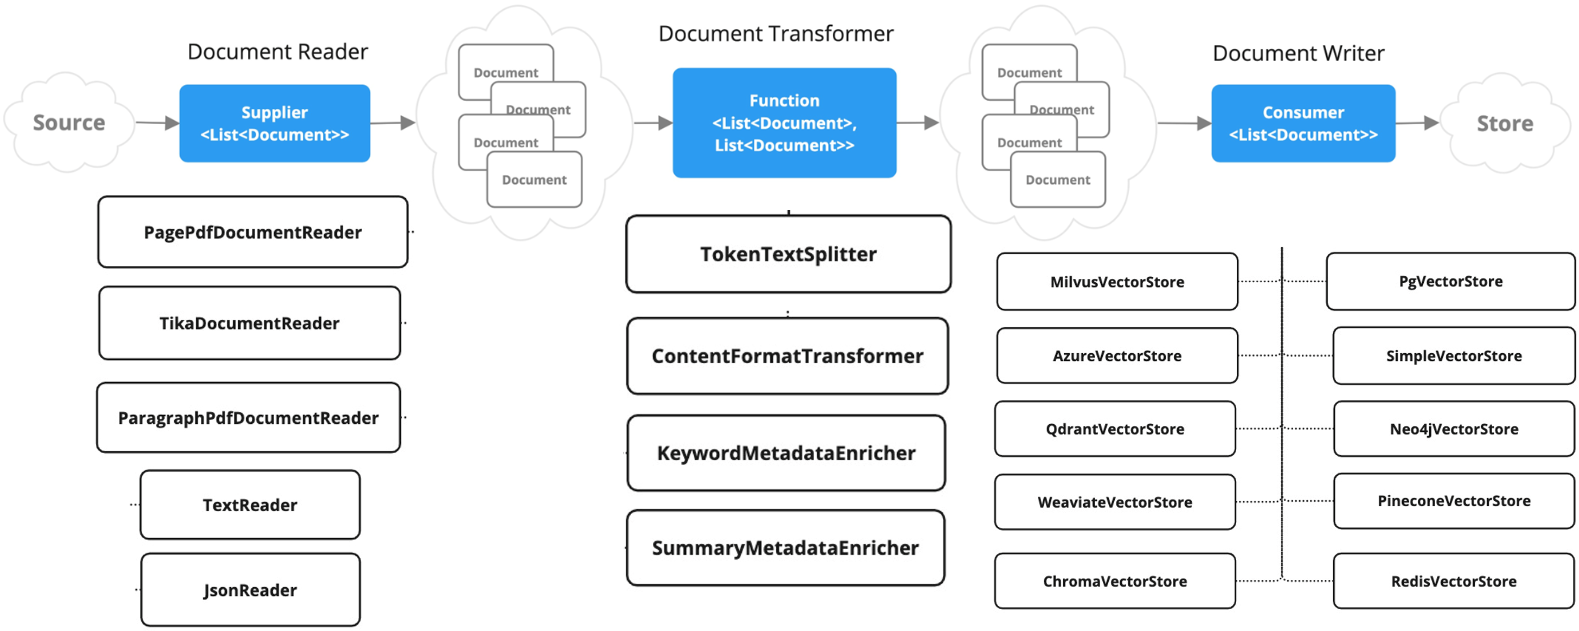 Document Reader
Document Transformer
Document Writer
Source
Supplier
<List<Document>>
Document
Document
Document
Document
Function
<List<Document>,
List<Document>>
Document
Document
Document
Document
Consumer
<List<Document>>
Store
PagePdfDocumentReader
TikaDocumentReader
ParagraphPdfDocumentReader
TextReader
JsonReader
TokenTextSplitter
ContentFormatTransformer
KeywordMetadataEnricher
SummaryMetadataEnricher
MilvusVectorStore
PgVectorStore
AzureVectorStore
SimpleVectorStore
QdrantVectorStore
Neo4jVectorStore
WeaviateVectorStore
PineconeVectorStore
ChromaVectorStore
RedisVectorStore